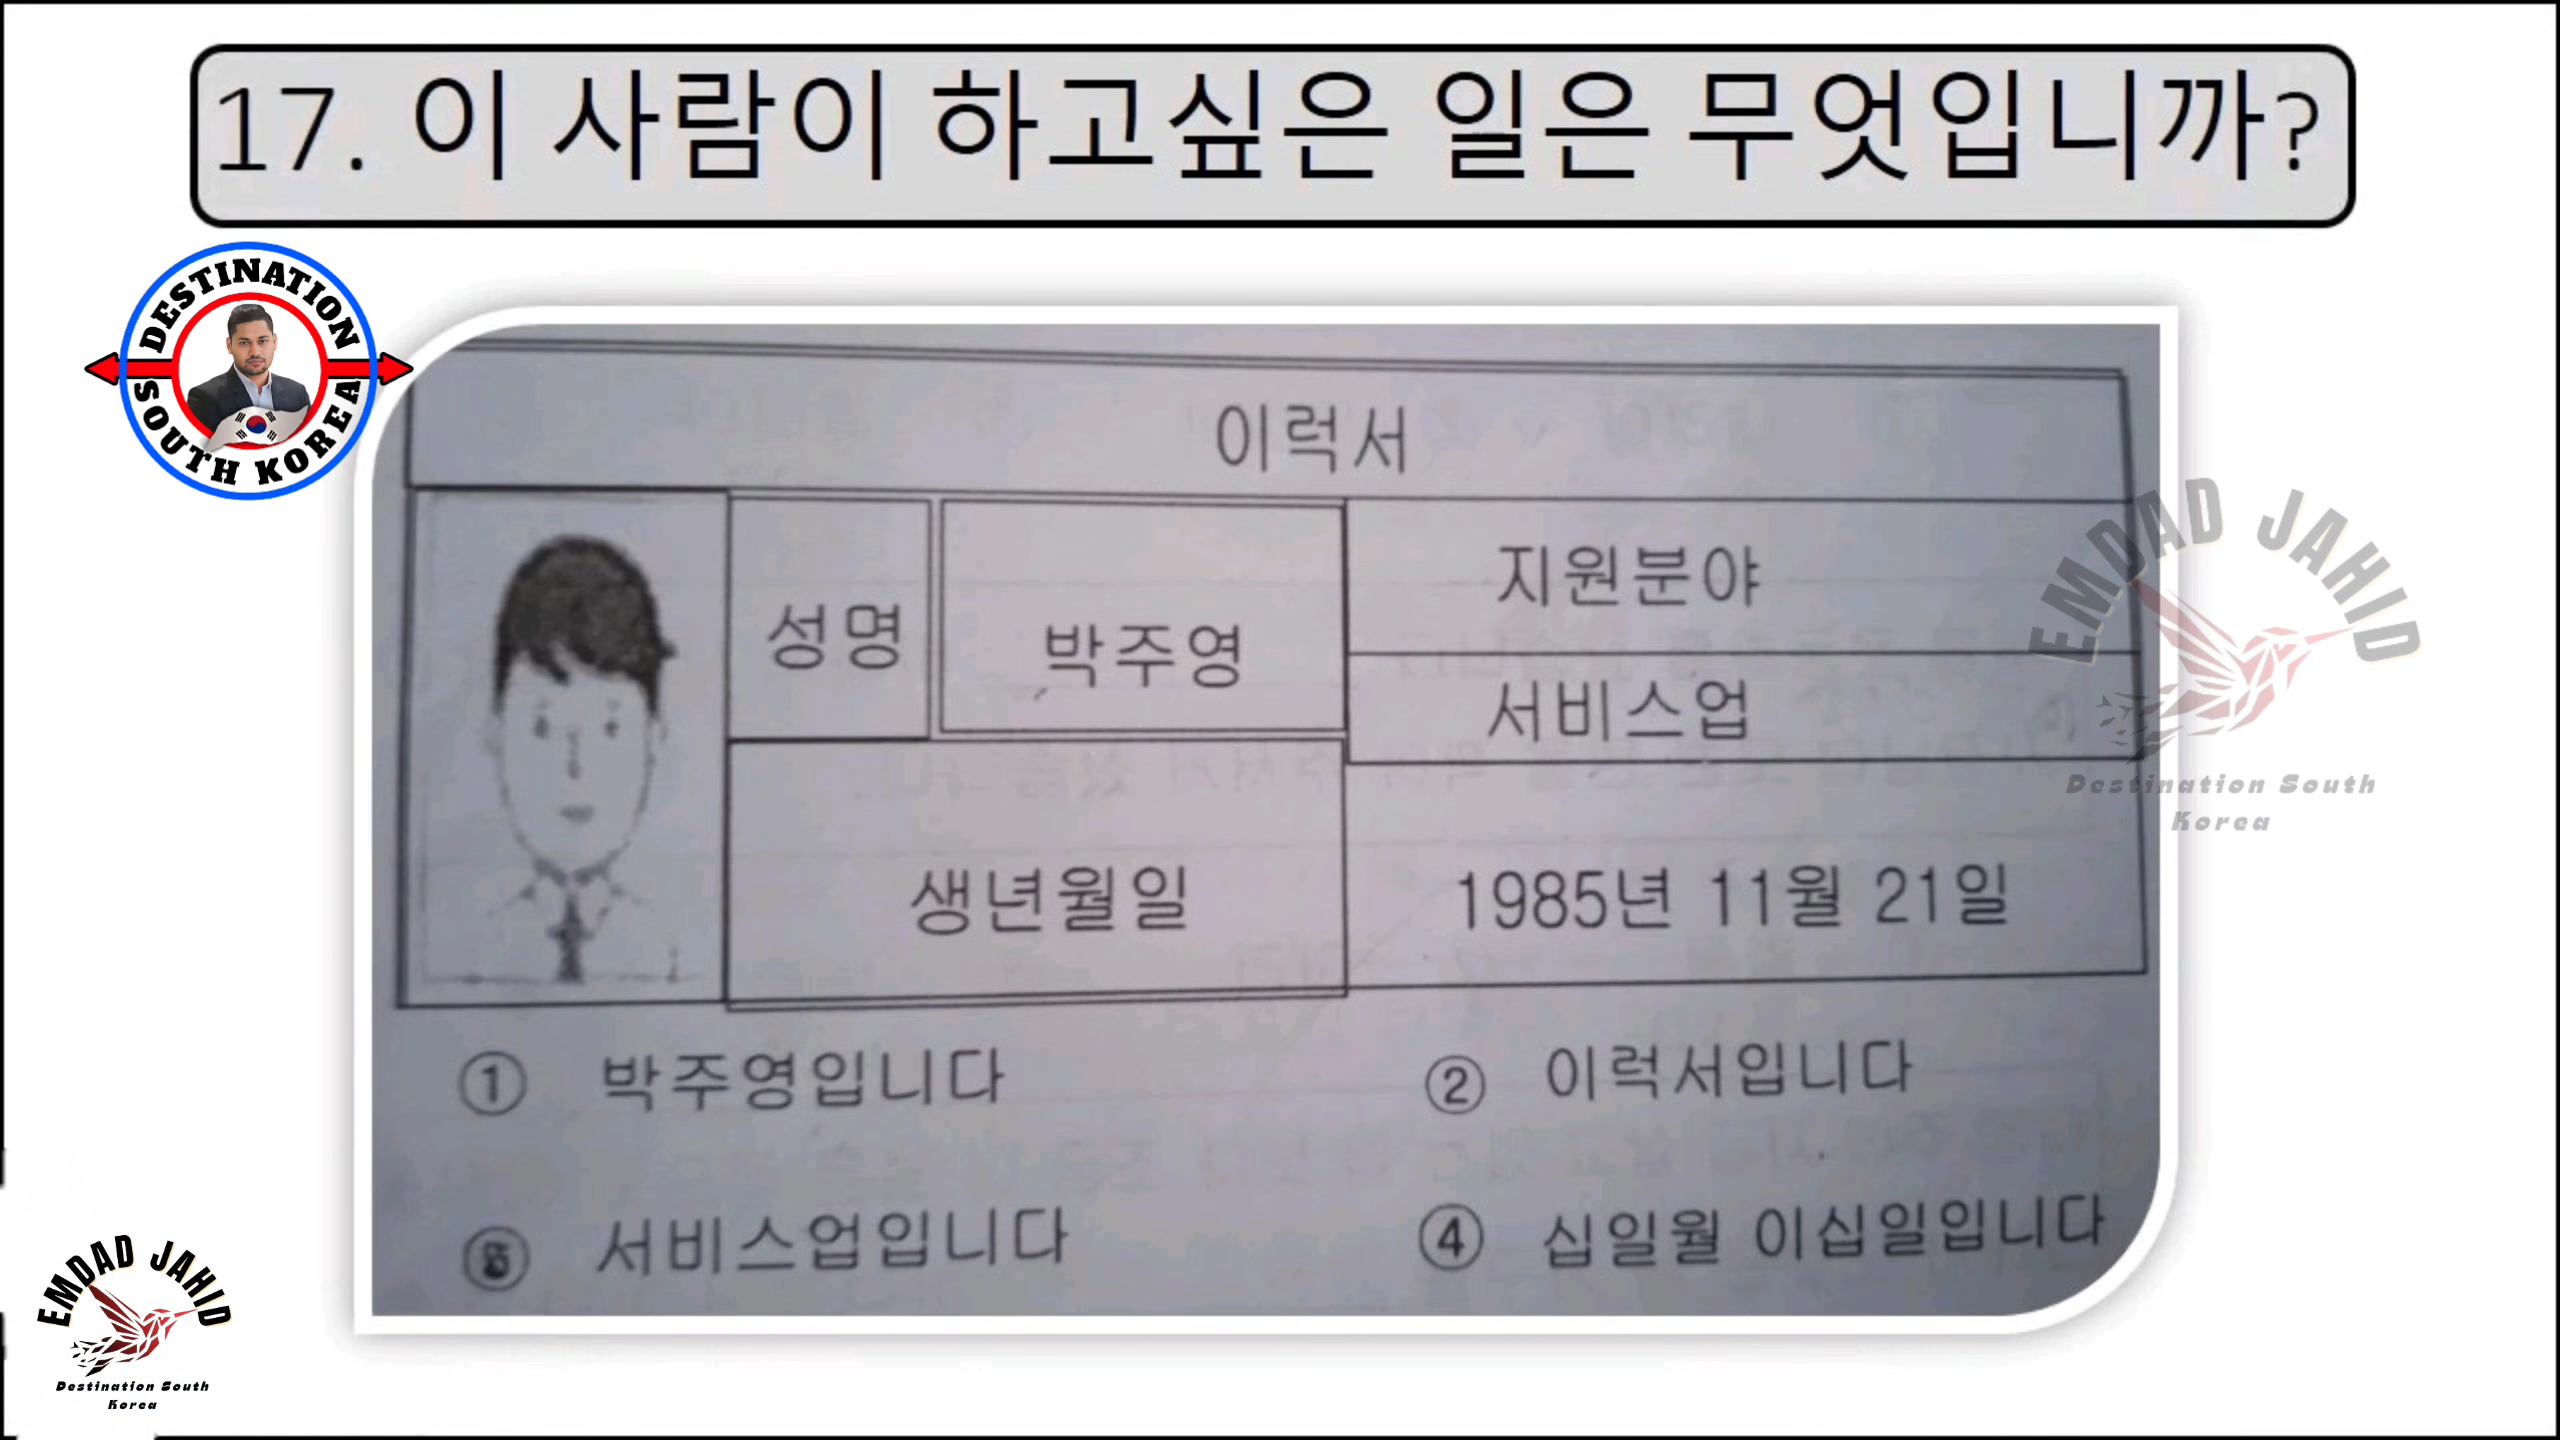 17. 이 사람이 하고싶은 일은 무엇입니까?
DESTINATION
SOUTH KOREA
이럭서
성명
박주영
지원분야
서비스업
생년월일
1985년 11월 21일
EMDAD JAHID
Destination South
Korea
① 박주영입니다
② 이럭서입니다
서비스업입니다
④ 십일월 이십일입니다
EMDAD JAHID
Destination South
Korea